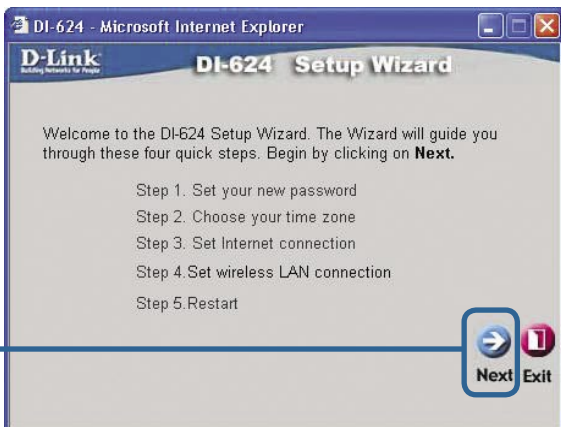 DI-624 - Microsoft Internet Explorer
D-Link
Building Networks for People
DI-624 Setup Wizard
Welcome to the DI-624 Setup Wizard. The Wizard will guide you
through these four quick steps. Begin by clicking on Next.
Step 1. Set your new password
Step 2. Choose your time zone
Step 3. Set Internet connection
Step 4.Set wireless LAN connection
Step 5.Restart
Next Exit